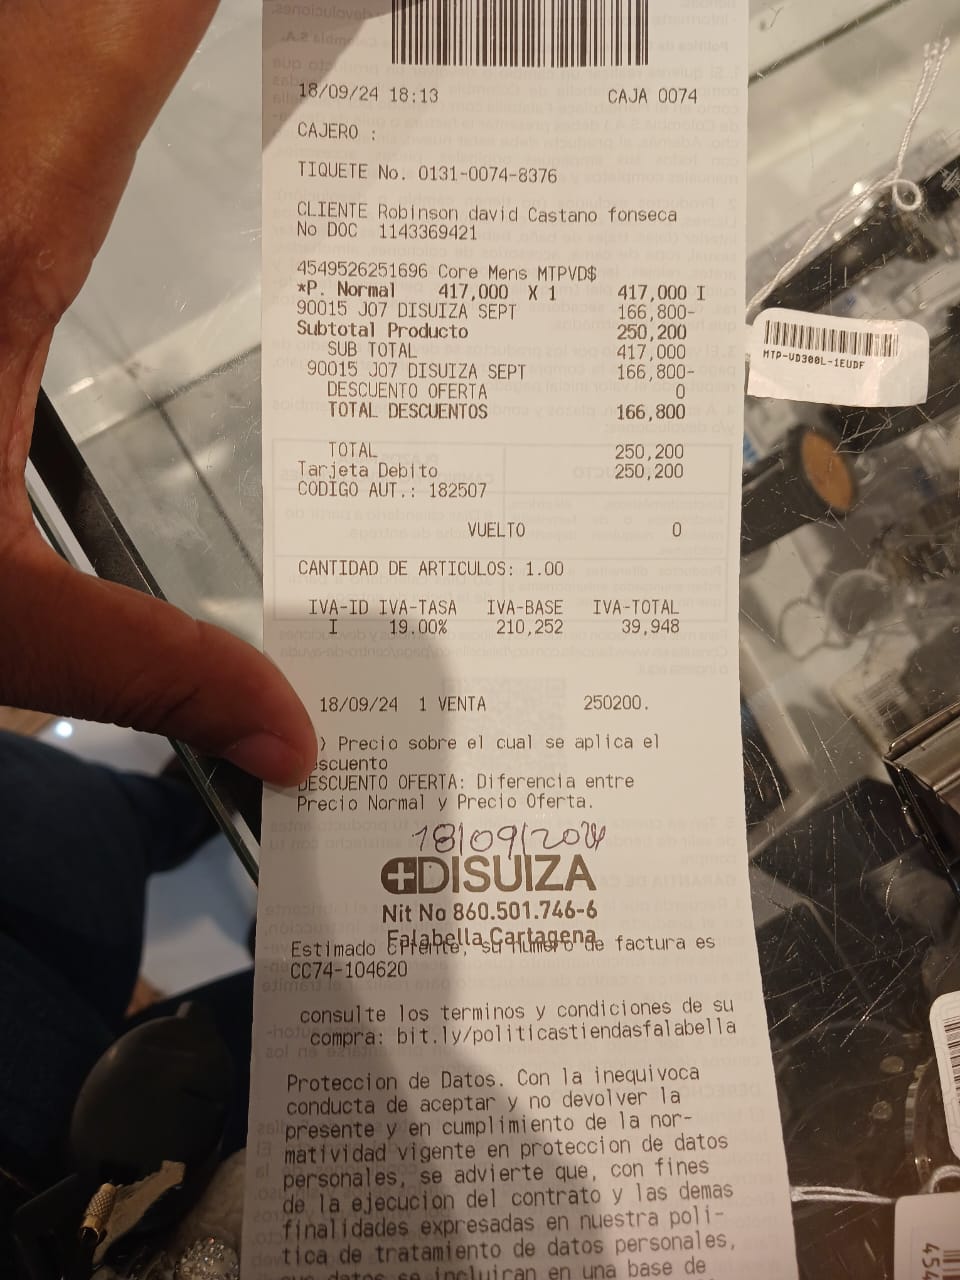 18/09/24 18:13 CAJA 0074
CAJERO :
TIQUETE No. 0131-0074-8376
CLIENTE Robinson david Castano fonseca
No DOC 1143369421
4549526251696 Core Mens MTPVD$
*P. Normal 417,000 X 1 417,000 I
90015 J07 DISUIZA SEPT 166,800-
Subtotal Producto 250,200
SUB TOTAL 417,000
90015 J07 DISUIZA SEPT 166,800-
DESCUENTO OFERTA 0
TOTAL DESCUENTOS 166,800
TOTAL 250,200
Tarjeta Debito 250,200
CODIGO AUT.: 182507
VUELTO 0
CANTIDAD DE ARTICULOS: 1.00
IVA-ID IVA-TASA IVA-BASE IVA-TOTAL
I 19.00% 210,252 39,948
18/09/24 1 VENTA 250200.
) Precio sobre el cual se aplica el
scuento
DESCUENTO OFERTA: Diferencia entre
Precio Normal y Precio Oferta.
18/09/2024
DISUIZA
Nit No 860.501.746-6
Falabella Cartagena
Estimado cliente, su numero de factura es
CC74-104620
consulte los terminos y condiciones de su
compra: bit.ly/politicastiendasfalabella
Proteccion de Datos. Con la inequivoca
conducta de aceptar y no devolver la
presente y en cumplimiento de la nor-
matividad vigente en proteccion de datos
personales, se advierte que, con fines
de la ejecucion del contrato y las demas
finalidades expresadas en nuestra poli-
tica de tratamiento de datos personales,
que datos se incluiran en una base de
MTP-VD300L-1EUDF